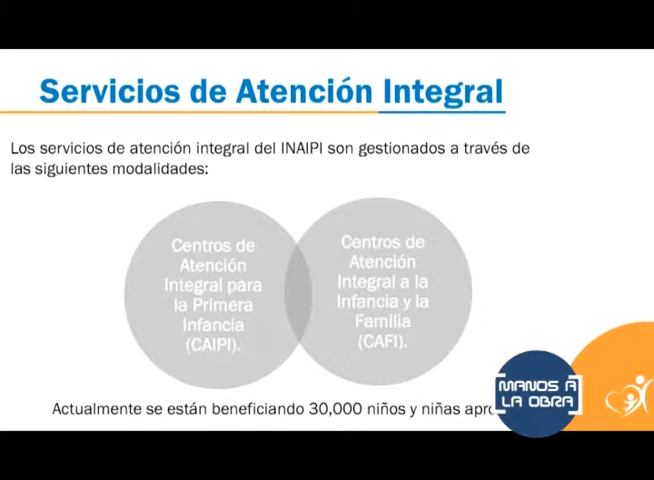 Servicios de Atención Integral
Los servicios de atención integral del INAIPI son gestionados a través de
las siguientes modalidades:
Centros de
Atención
Integral para
la Primera
Infancia
(CAIPI).
Centros de
Atención
Integral a la
Infancia y la
Familia
(CAFI).
Actualmente se están beneficiando 30,000 niños y niñas
MANOS A
LA OBRA